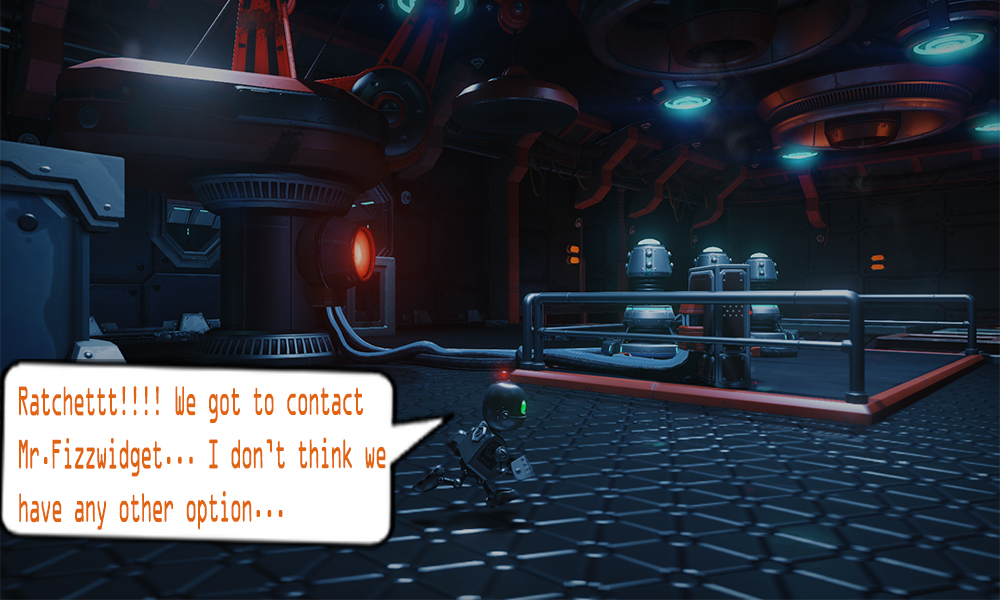 Ratchettt!!!! We got to contact
Mr.Fizzwidget... I don't think we
have any other option...